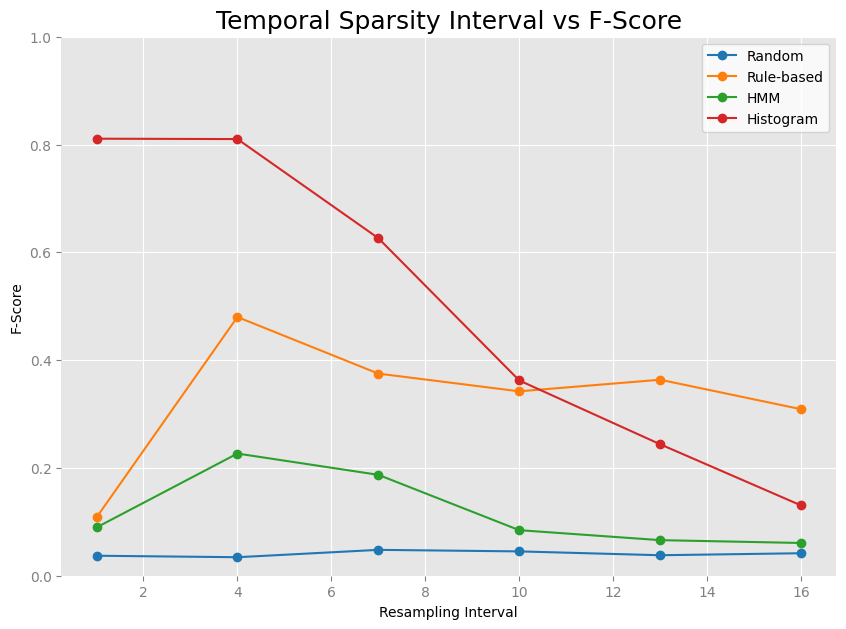 Temporal Sparsity Interval vs F-Score
1.0
0.8
0.6
0.4
0.2
0.0
F-Score
2 4 6 8 10 12 14 16
Resampling Interval
Random
Rule-based
HMM
Histogram